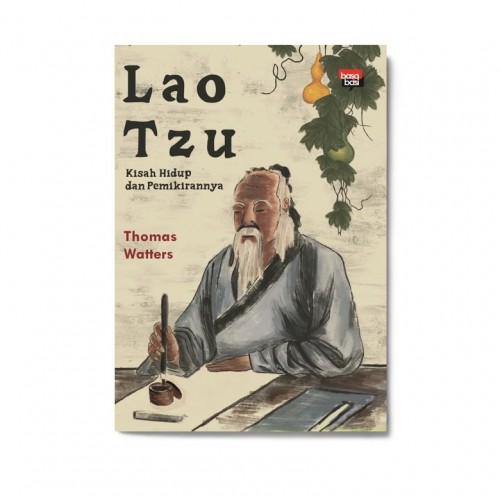 Lao
Tzu
Kisah Hidup
dan Pemikirannya
Thomas
Watters
basa
basi